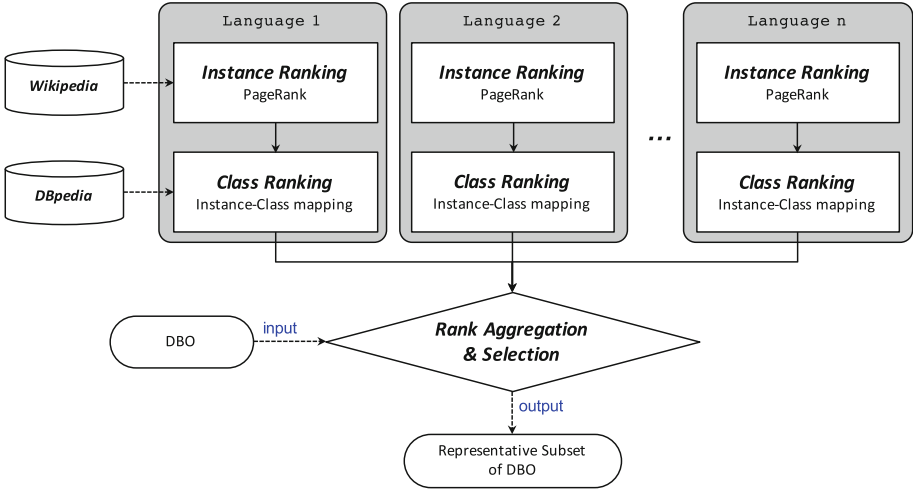 Language 1
Language 2
Language n
Wikipedia
Instance Ranking
PageRank
Instance Ranking
PageRank
Instance Ranking
PageRank
...
DBpedia
Class Ranking
Instance-Class mapping
Class Ranking
Instance-Class mapping
Class Ranking
Instance-Class mapping
DBO
input
Rank Aggregation
& Selection
output
Representative Subset
of DBO